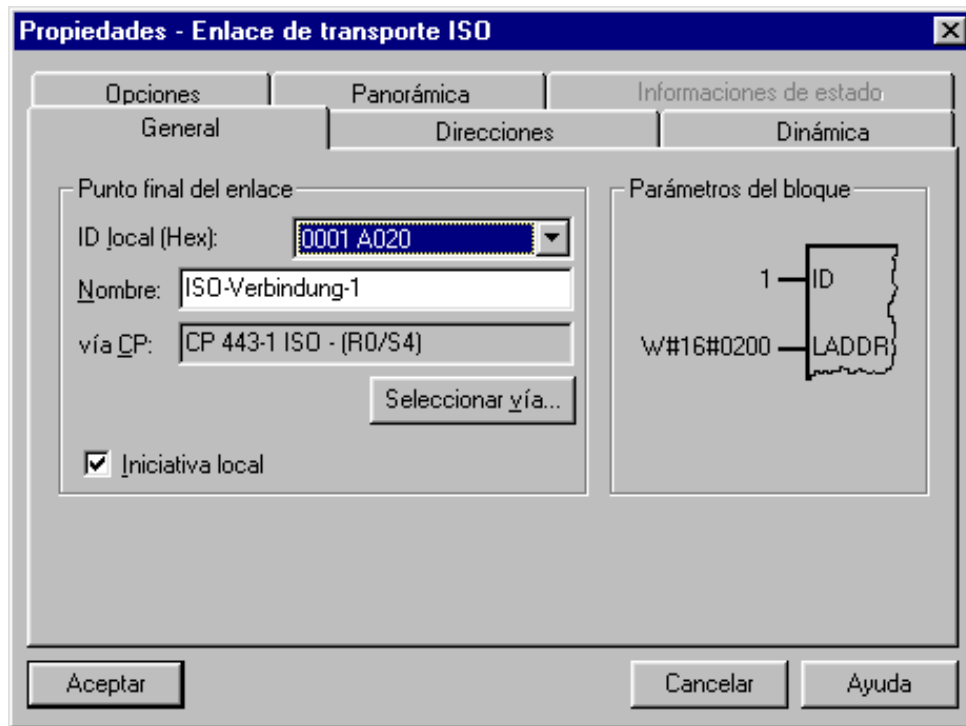 Propiedades - Enlace de transporte ISO
Opciones
Panorámica
Informaciones de estado
General
Direcciones
Dinámica
Punto final del enlace
ID local (Hex):
0001 A020
Nombre:
ISO-Verbindung-1
vía CP:
CP 443-1 ISO - (R0/S4)
Seleccionar vía...
Iniciativa local
Parámetros del bloque
1
ID
W#16#0200
LADDR
Aceptar
Cancelar
Ayuda